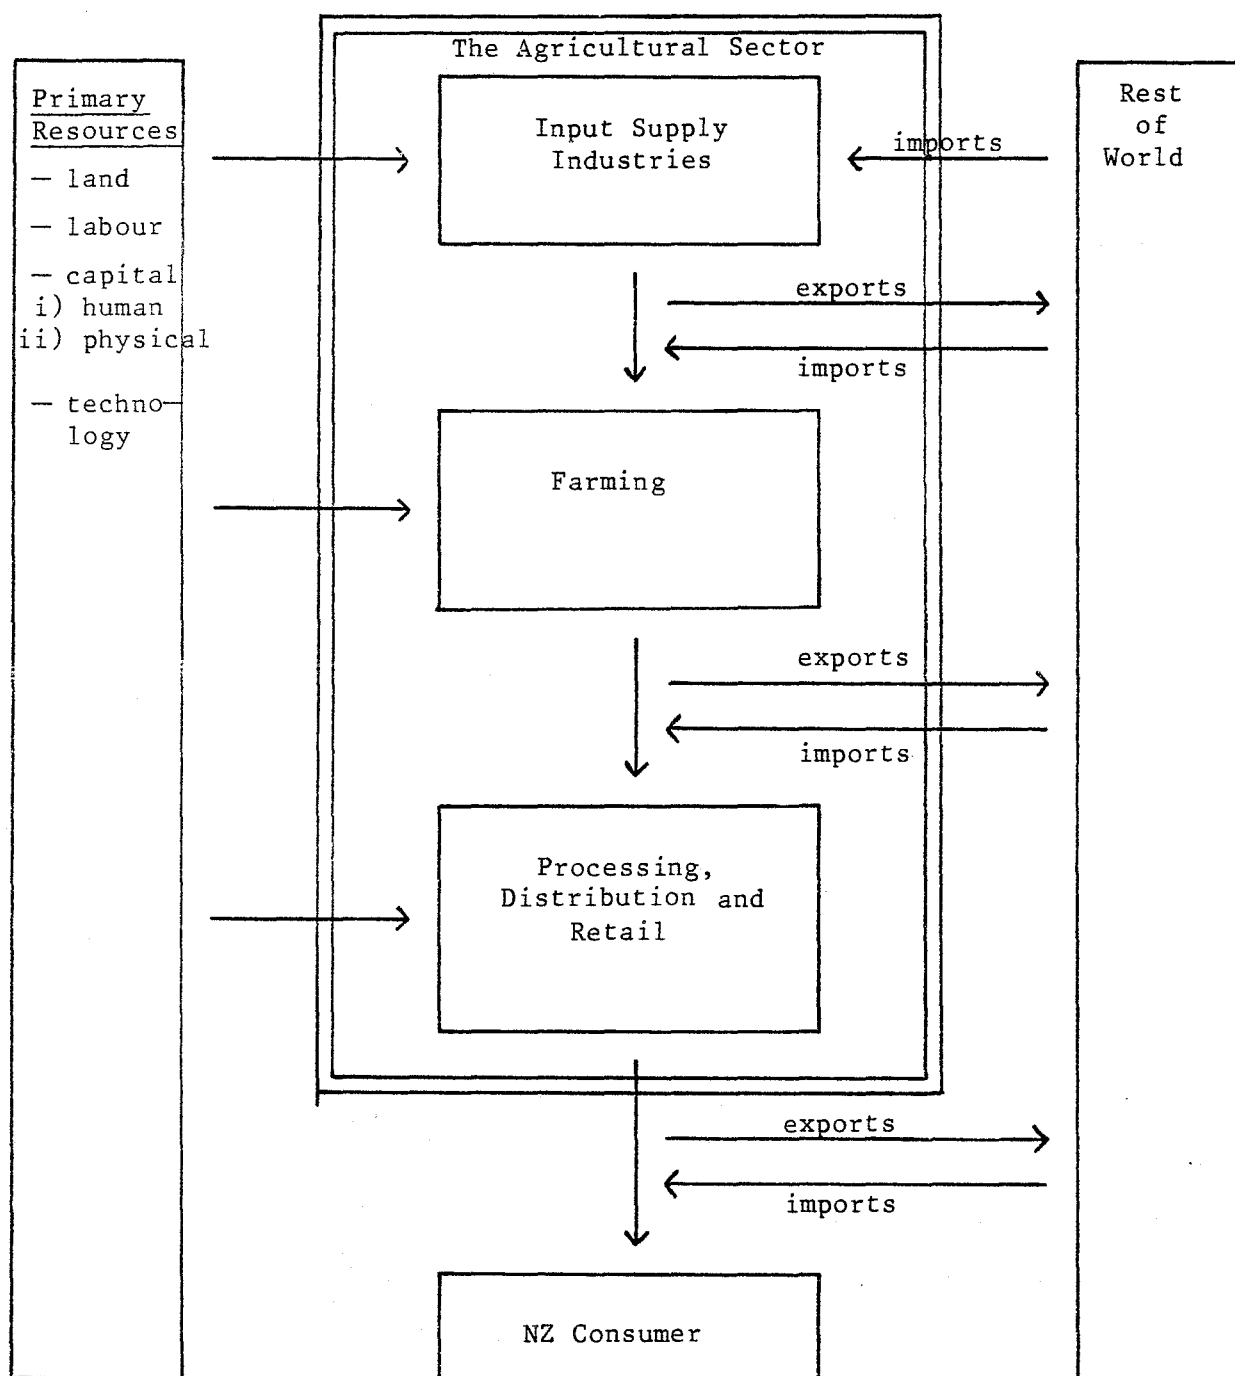 The Agricultural Sector
Primary
Resources
— land
— labour
— capital
i) human
ii) physical
— techno—
logy
Input Supply
Industries
imports
Rest
of
World
exports
imports
Farming
exports
imports
Processing,
Distribution and
Retail
exports
imports
NZ Consumer